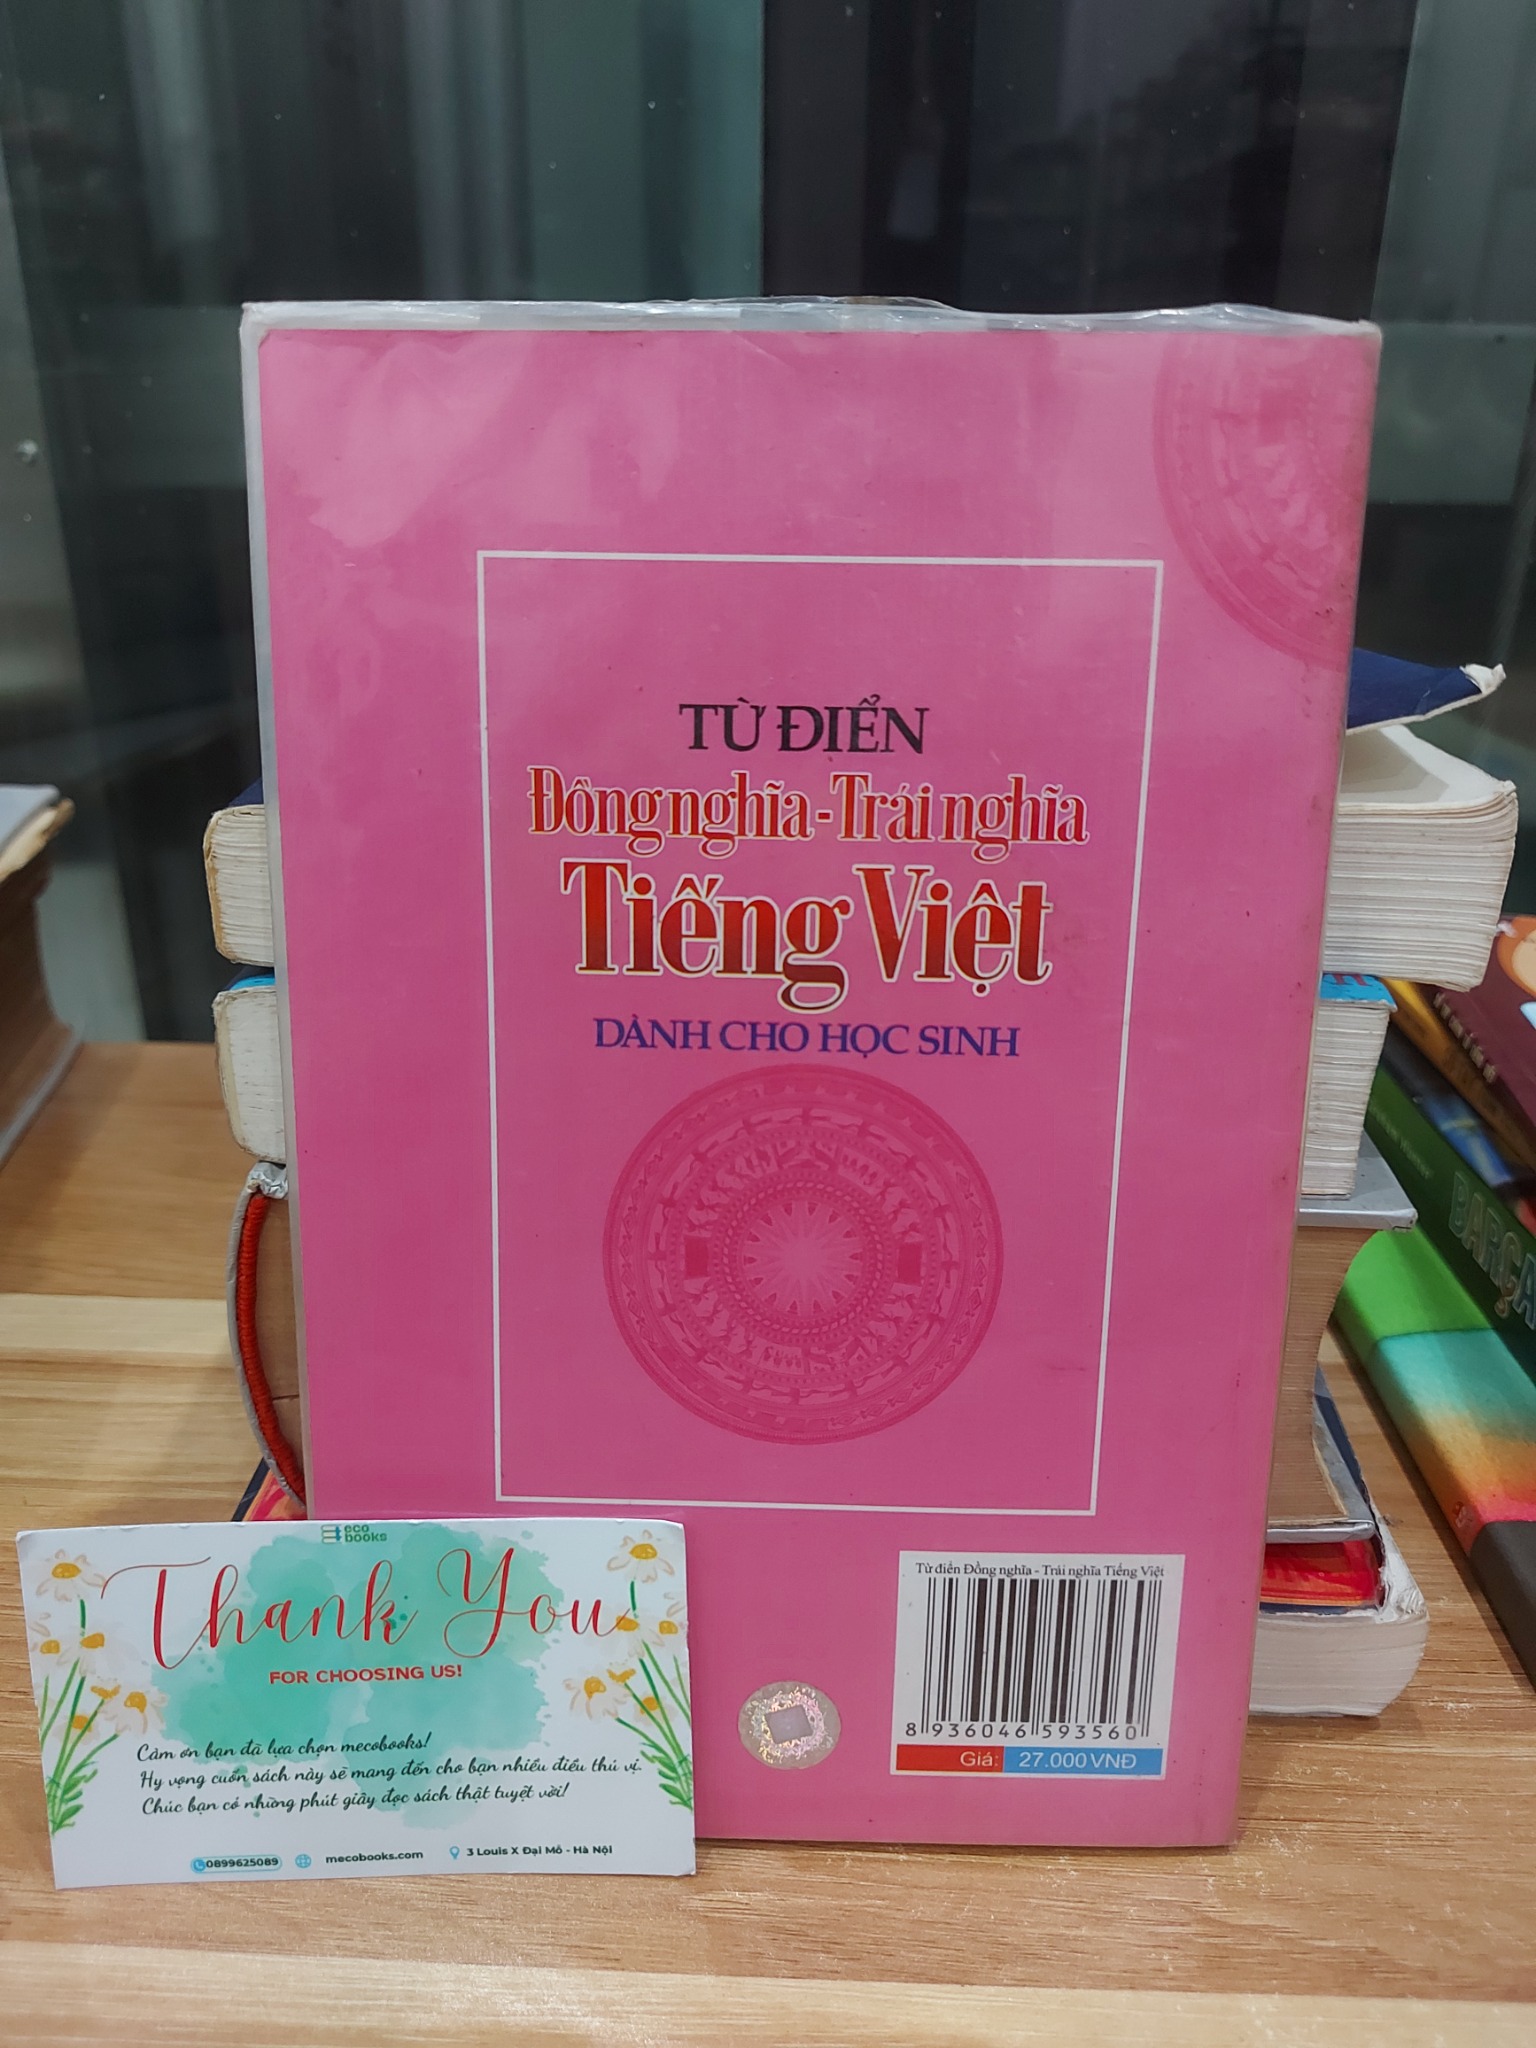 TỪ ĐIỂN
Đồng nghĩa - Trái nghĩa
Tiếng Việt
DÀNH CHO HỌC SINH
BARÇA
eco
books
Thank You
FOR CHOOSING US!
Cảm ơn bạn đã lựa chọn mecobooks!
Hy vọng cuốn sách này sẽ mang đến cho bạn nhiều điều thú vị.
Chúc bạn có những phút giây đọc sách thật tuyệt vời!
0899625089 mecobooks.com 3 Louis X Đại Mỗ - Hà Nội
Từ điển Đồng nghĩa - Trái nghĩa Tiếng Việt
8 936046 593560
Giá: 27.000 VNĐ